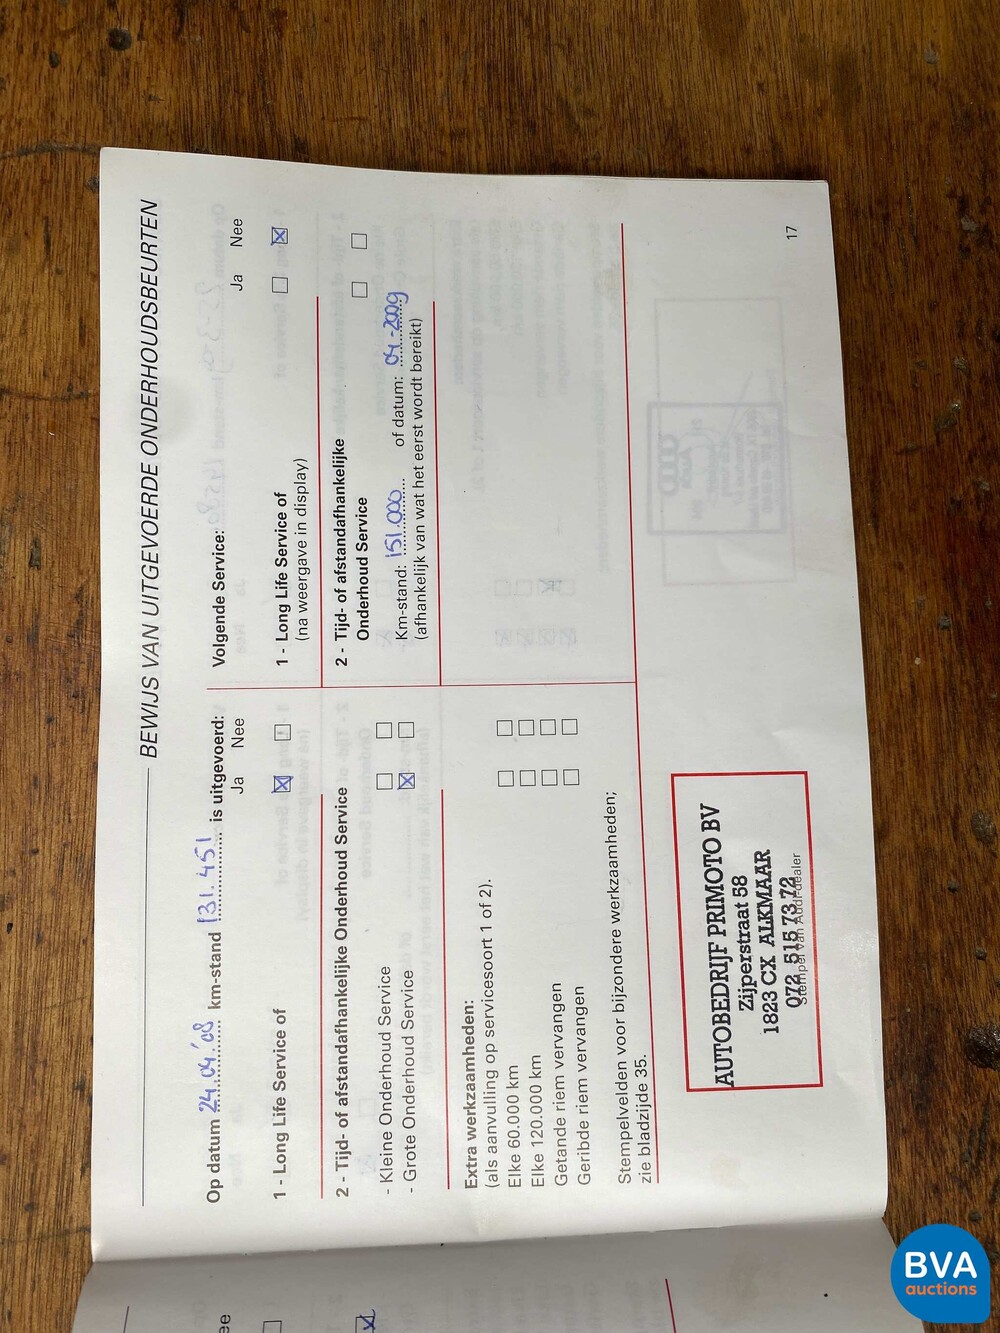 BEWIJS VAN UITGEVOERDE ONDERHOUDSBEURTEN
Op datum 24.04.'08 km-stand 131.451 is uitgevoerd:
Ja Nee
1 - Long Life Service of
2 - Tijd- of afstandafhankelijke Onderhoud Service
- Kleine Onderhoud Service
- Grote Onderhoud Service
Extra werkzaamheden:
(als aanvulling op servicesoort 1 of 2).
Elke 60.000 km
Elke 120.000 km
Getande riem vervangen
Geribde riem vervangen
Stempelvelden voor bijzondere werkzaamheden;
zie bladzijde 35.
Volgende Service:
Ja Nee
1 - Long Life Service of
(na weergave in display)
2 - Tijd- of afstandafhankelijke
Onderhoud Service
Km-stand: 151.000 of datum: 04-2009
(afhankelijk van wat het eerst wordt bereikt)
AUTOBEDRIJF PRIMOTO BV
Zijperstraat 58
1823 CX ALKMAAR
072 515 73 72
Stempel van Audi-dealer
17
ee
BVA
auctions